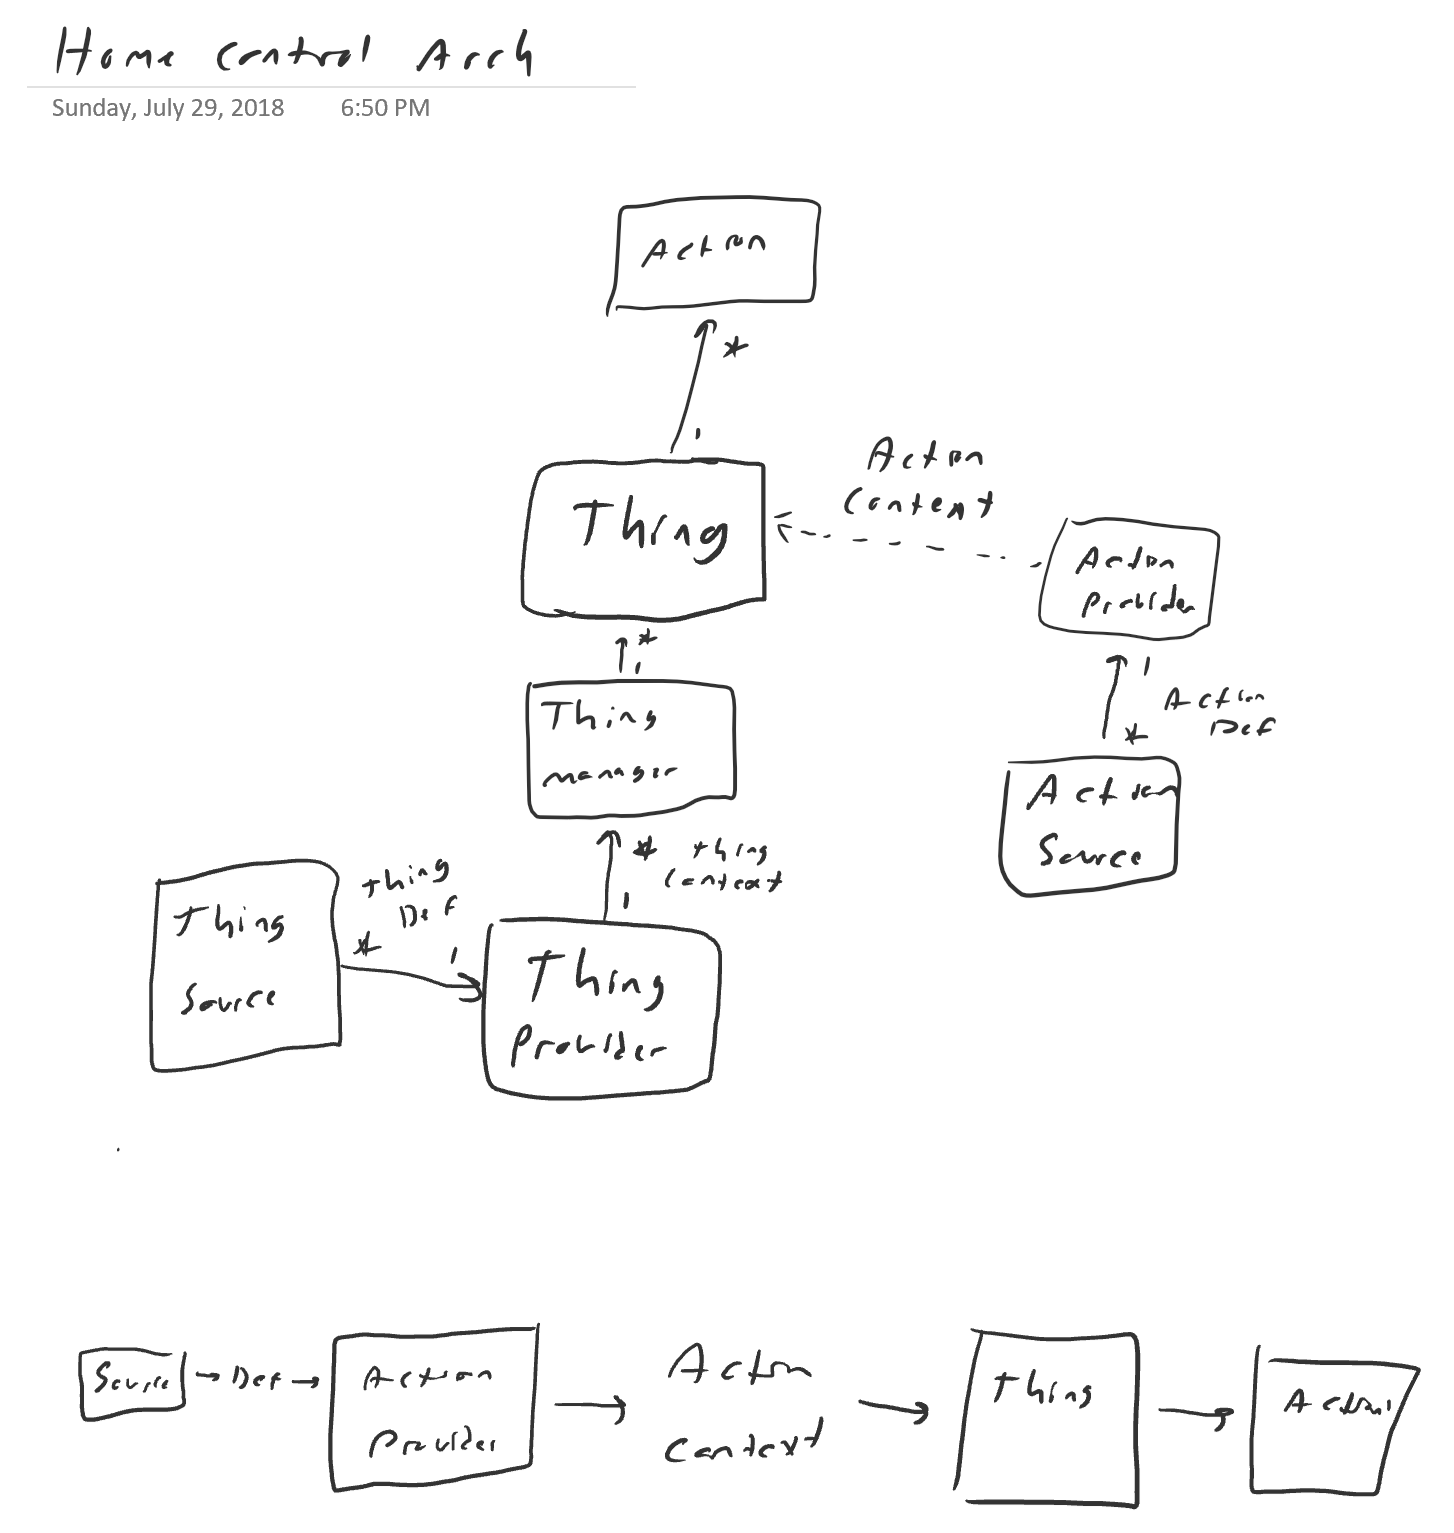 Home Control Arch
Sunday, July 29, 2018 6:50 PM
Action
*
1
Thing
Action
Context
Action
Provider
*
1
Thing
manager
1
Action
Def
*
Action
Source
*
Thing
Context
1
Thing
Def
*
1
Thing
Source
Thing
Provider
Source
Def
Action
Provider
Action
Context
Thing
Action